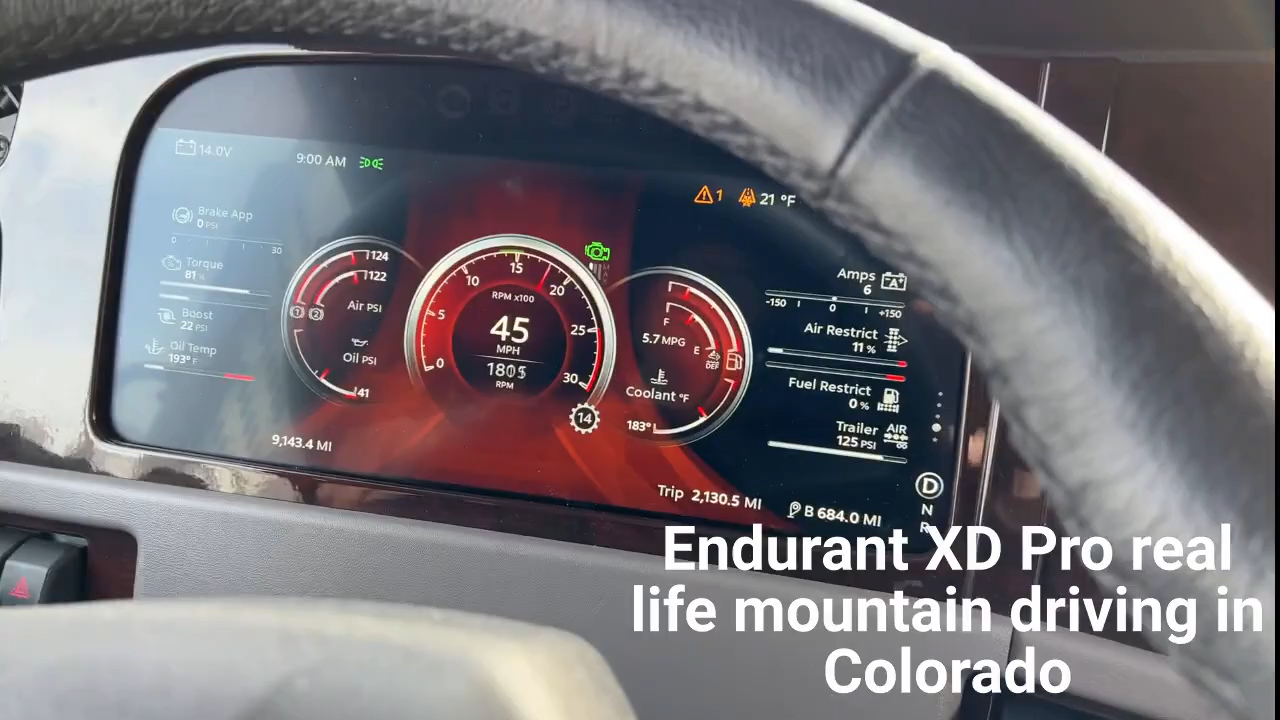 14.0V
9:00 AM
1
21 °F
Brake App
0 PSI
0 30
Torque
81 %
Boost
22 PSI
Oil Temp
193° F
124
122
Air PSI
1 2
Oil PSI
41
0 5 10 15 20 25 30
RPM x100
45
MPH
1805
RPM
14
F
5.7 MPG
E
DEF
Coolant °F
183°
Amps
6
-150 0 +150
Air Restrict
11 %
Fuel Restrict
0 %
Trailer
AIR
125 PSI
9,143.4 MI
Trip 2,130.5 MI
B 684.0 MI
D
N
R
Endurant XD Pro real
life mountain driving in
Colorado